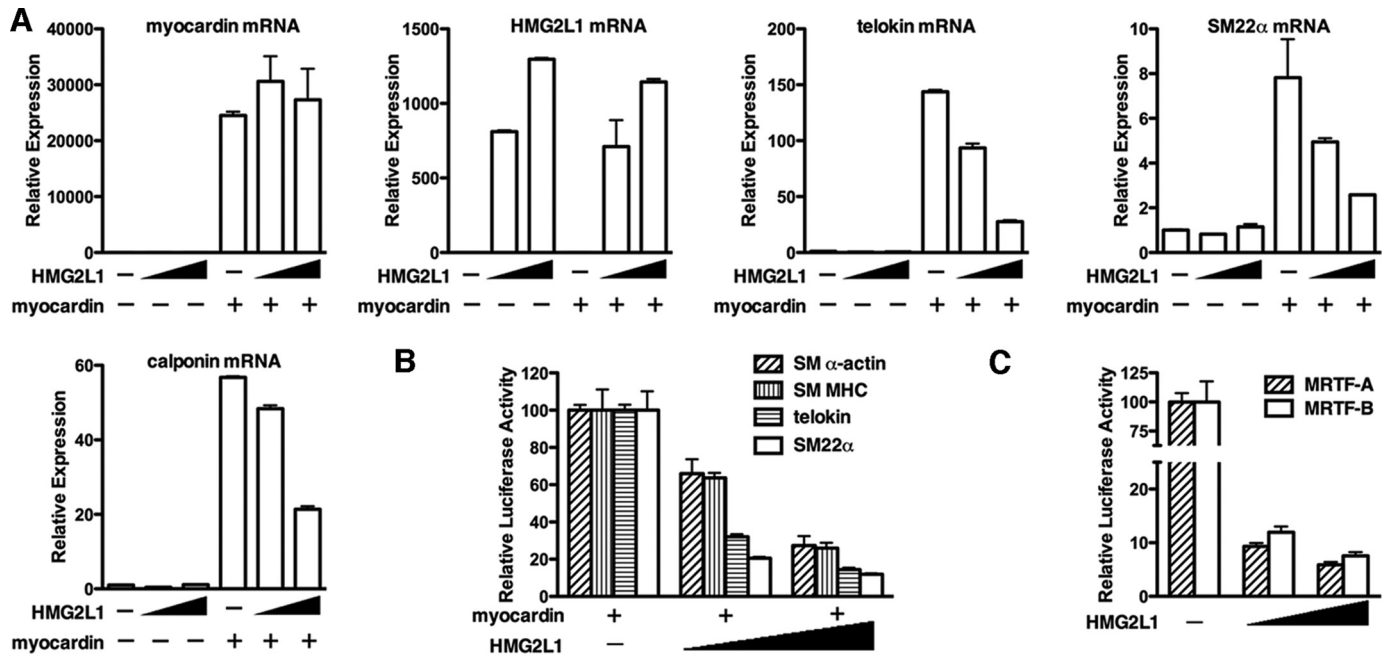 A
myocardin mRNA
Relative Expression
40000
30000
20000
10000
0
HMG2L1 − −
myocardin − − − + + +
HMG2L1 mRNA
Relative Expression
1500
1000
500
0
HMG2L1 − −
myocardin − − − + + +
telokin mRNA
Relative Expression
200
150
100
50
0
HMG2L1 − −
myocardin − − − + + +
SM22α mRNA
Relative Expression
10
8
6
4
2
0
HMG2L1 − −
myocardin − − − + + +
calponin mRNA
Relative Expression
60
40
20
0
HMG2L1 − −
myocardin − − − + + +
B
Relative Luciferase Activity
120
100
80
60
40
20
0
SM α-actin
SM MHC
telokin
SM22α
myocardin + + +
HMG2L1 −
C
Relative Luciferase Activity
125
100
75
20
10
0
MRTF-A
MRTF-B
HMG2L1 −